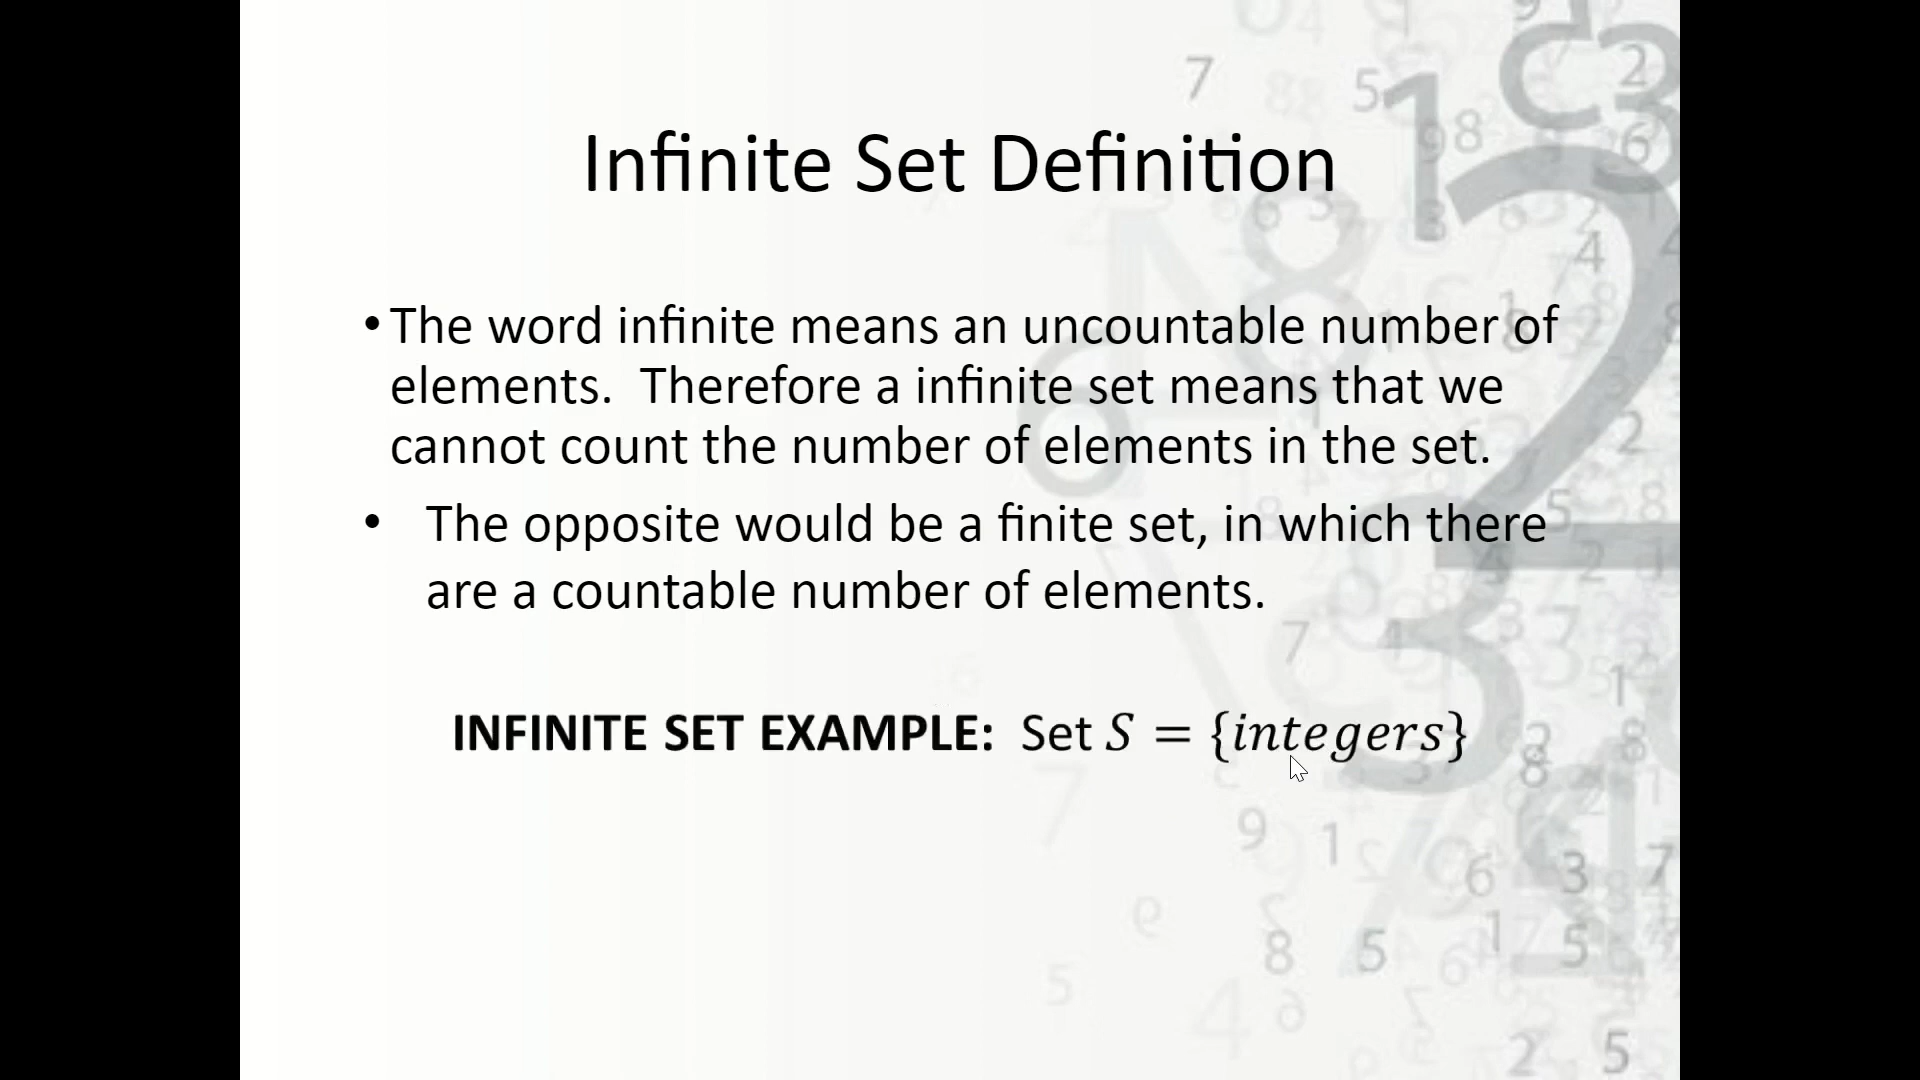 Infinite Set Definition
• The word infinite means an uncountable number of
elements.  Therefore a infinite set means that we
cannot count the number of elements in the set.
• The opposite would be a finite set, in which there
are a countable number of elements.
INFINITE SET EXAMPLE:  Set S = {integers}